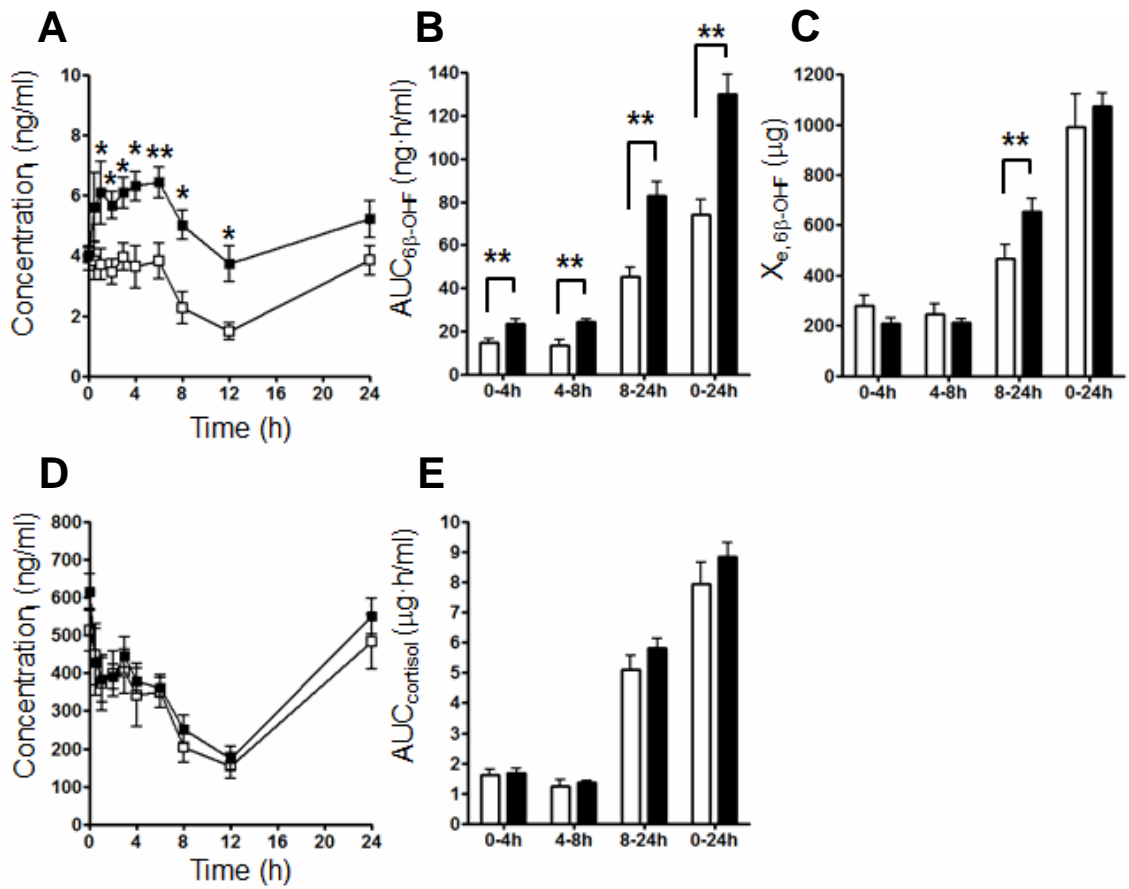 A
Concentration (ng/ml)
10
8
6
4
2
0
* * * * ** * *
0 4 8 12 16 20 24
Time (h)
B
AUC6β-OHF (ng·h/ml)
140
120
100
80
60
40
20
0
** ** ** **
0-4h 4-8h 8-24h 0-24h
C
Xe, 6β-OHF (µg)
1200
1000
800
600
400
200
0
**
0-4h 4-8h 8-24h 0-24h
D
Concentration (ng/ml)
800
700
600
500
400
300
200
100
0
0 4 8 12 16 20 24
Time (h)
E
AUCcortisol (µg·h/ml)
10
9
8
7
6
5
4
3
2
1
0
0-4h 4-8h 8-24h 0-24h